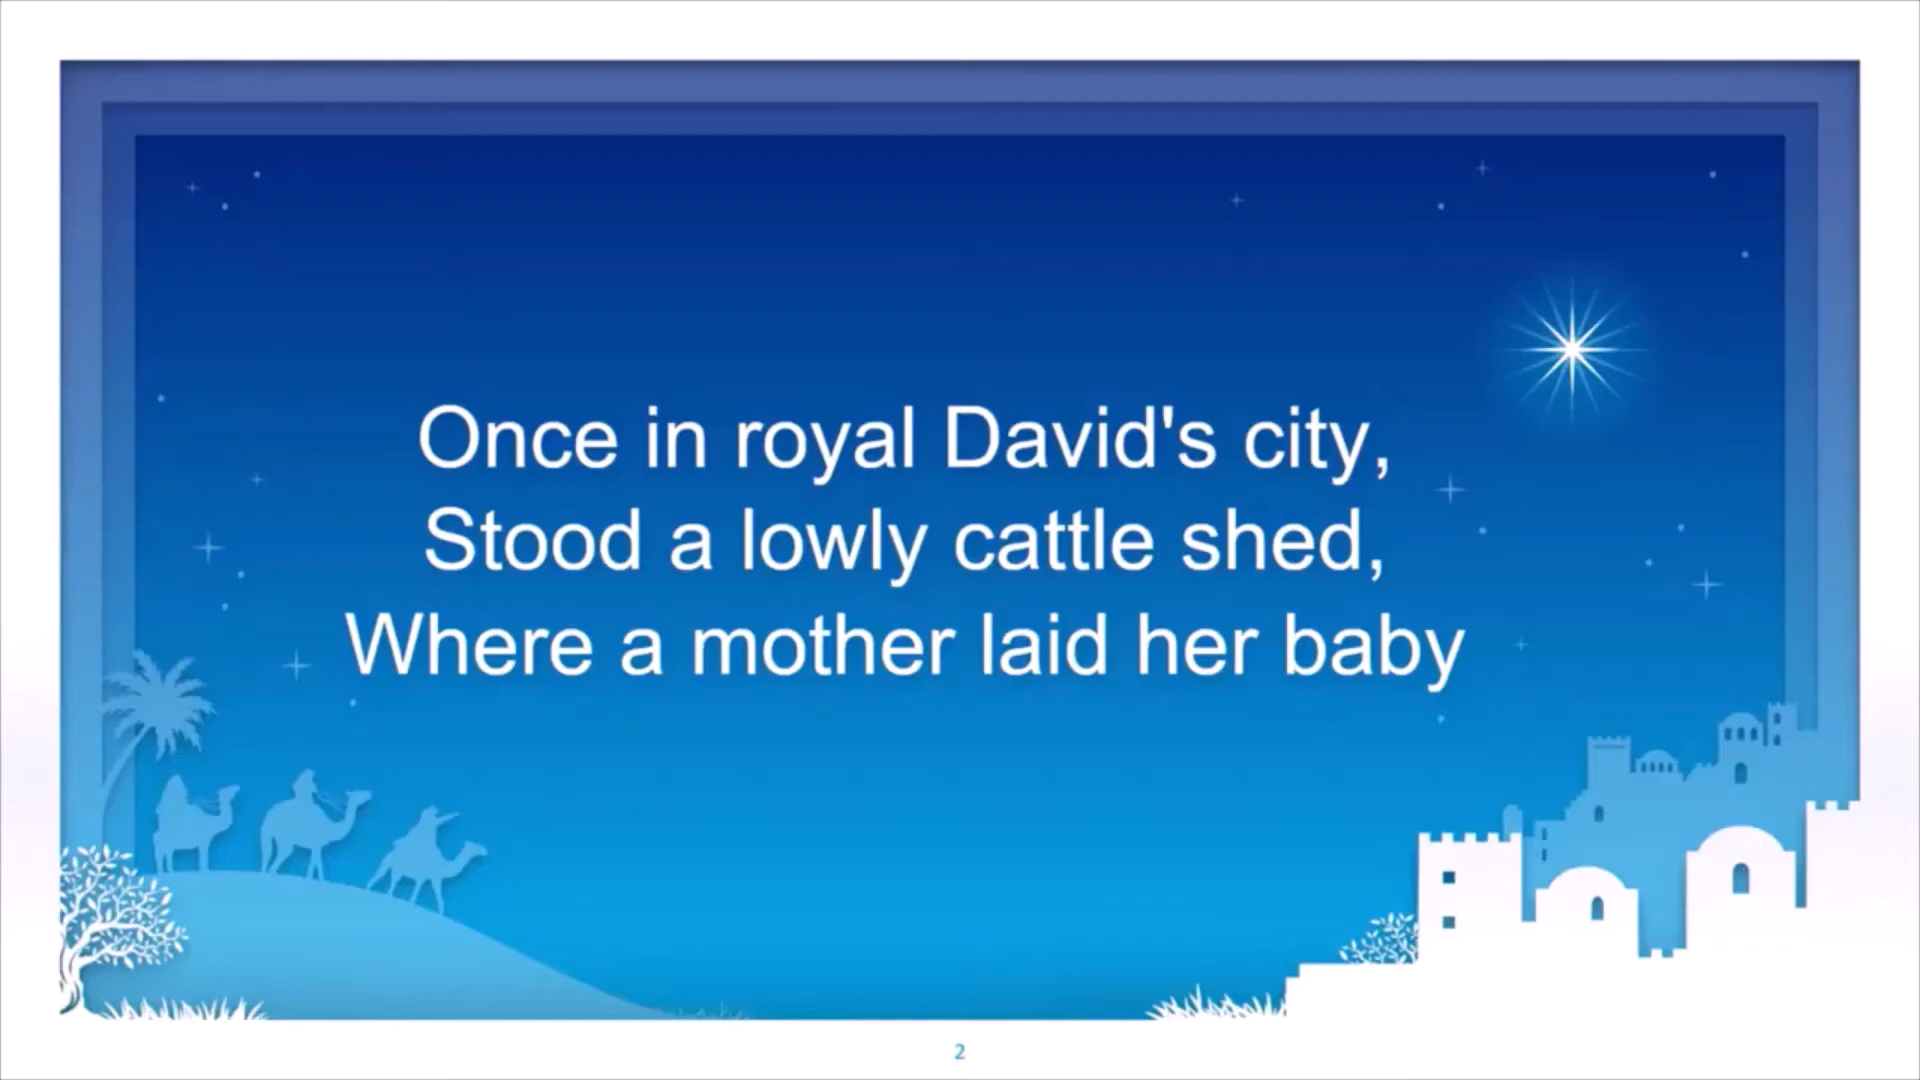 Once in royal David's city,
Stood a lowly cattle shed,
Where a mother laid her baby
2